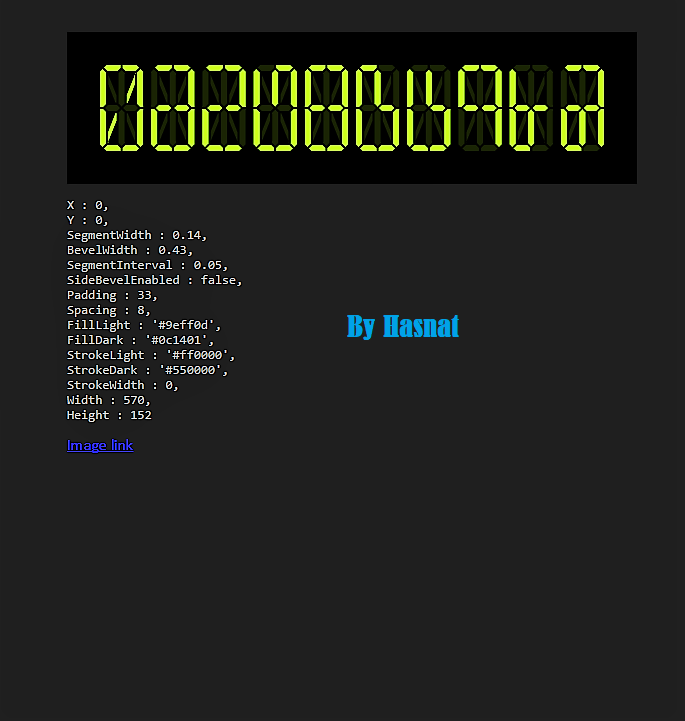 X : 0,
Y : 0,
SegmentWidth : 0.14,
BevelWidth : 0.43,
SegmentInterval : 0.05,
SideBevelEnabled : false,
Padding : 33,
Spacing : 8,
FillLight : '#9eff0d',
FillDark : '#0c1401',
StrokeLight : '#ff0000',
StrokeDark : '#550000',
StrokeWidth : 0,
Width : 570,
Height : 152
By Hasnat
Image link